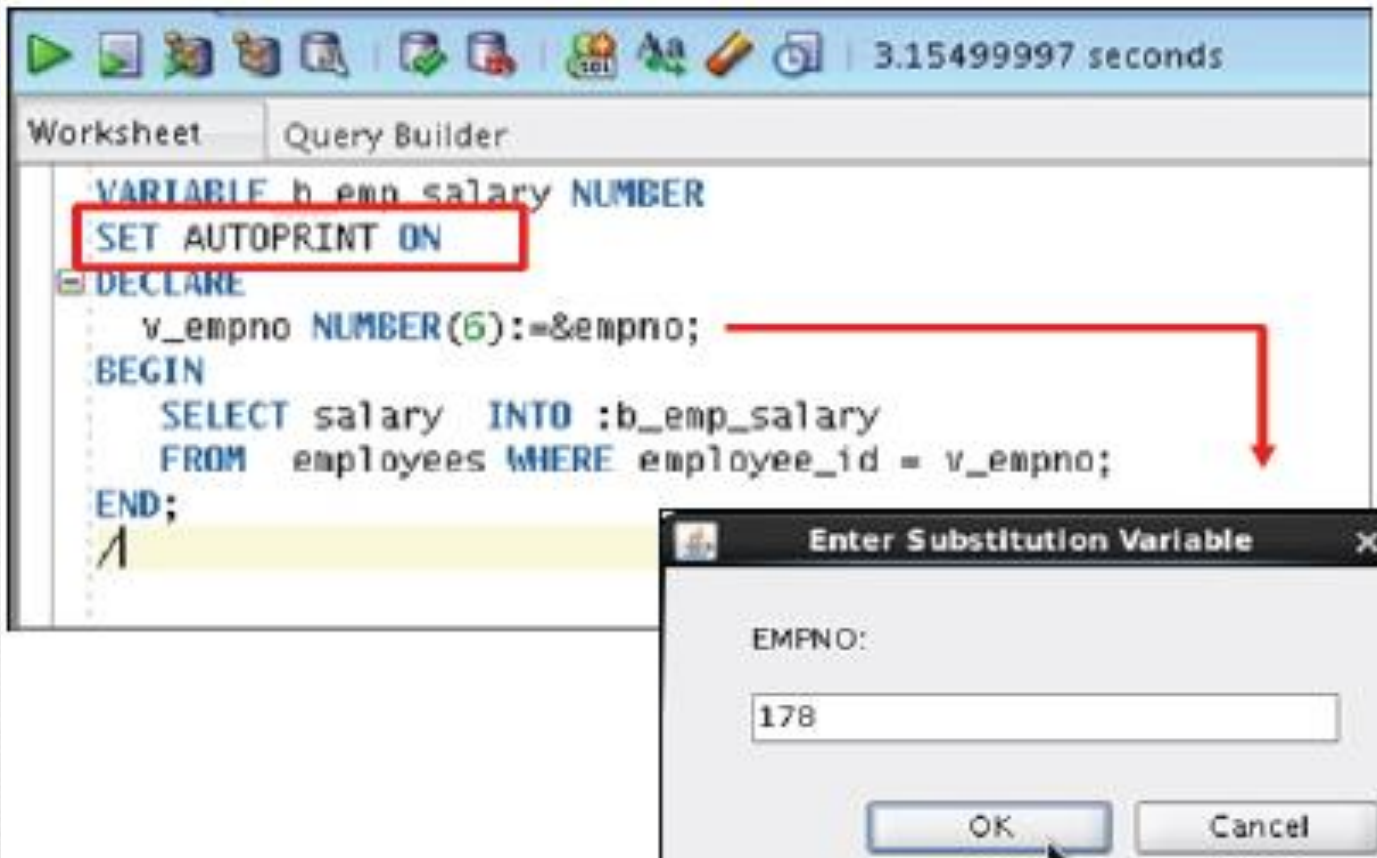 3.15499997 seconds
Worksheet Query Builder
VARIABLE b_emp_salary NUMBER
SET AUTOPRINT ON
DECLARE
v_empno NUMBER(6):=&empno;
BEGIN
SELECT salary INTO :b_emp_salary
FROM employees WHERE employee_id = v_empno;
END;
/
Enter Substitution Variable
EMPNO:
178
OK Cancel